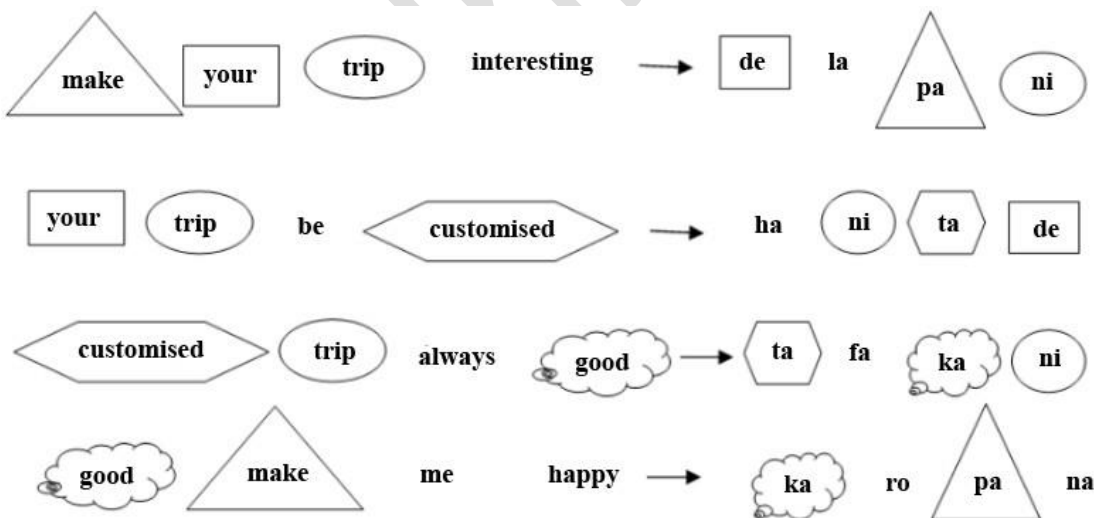 make your trip interesting → de la pa ni
your trip be customised → ha ni ta de
customised trip always good → ta fa ka ni
good make me happy → ka ro pa na